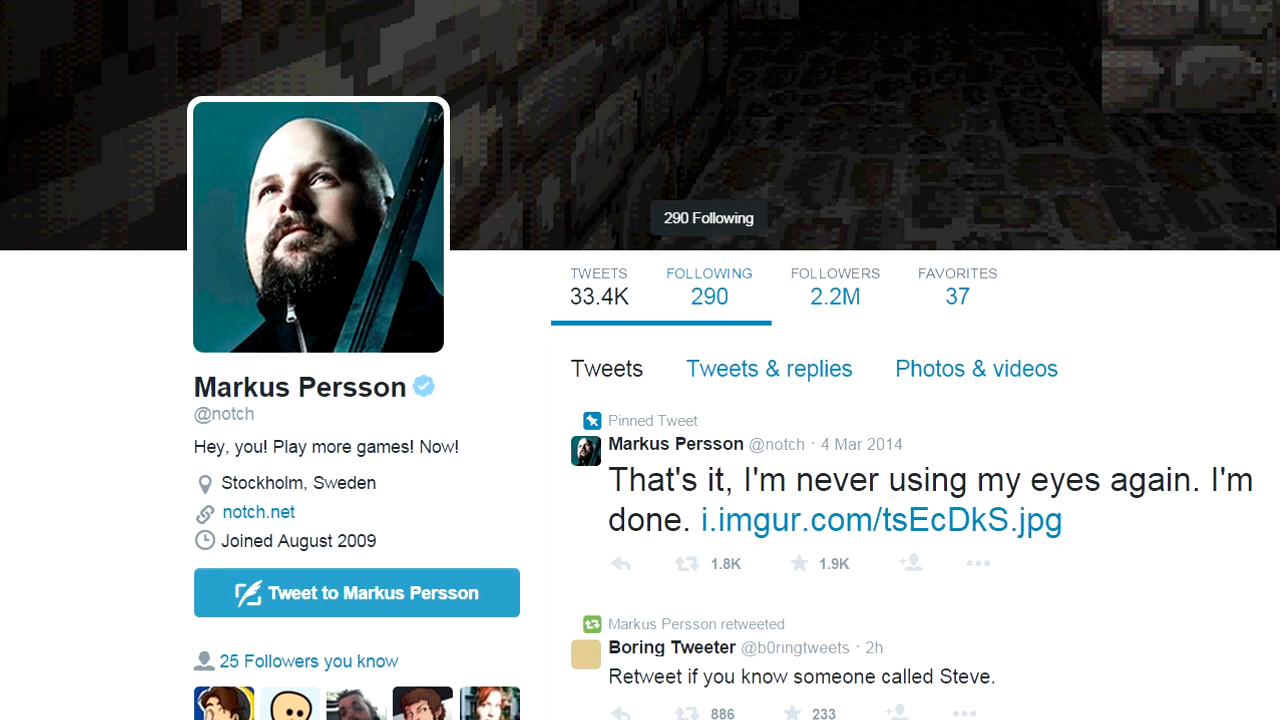 290 Following
TWEETS FOLLOWING FOLLOWERS FAVORITES
33.4K 290 2.2M 37
Markus Persson
@notch
Hey, you! Play more games! Now!
Stockholm, Sweden
notch.net
Joined August 2009
Tweet to Markus Persson
25 Followers you know
Tweets Tweets & replies Photos & videos
Pinned Tweet
Markus Persson @notch · 4 Mar 2014
That's it, I'm never using my eyes again. I'm
done. i.imgur.com/tsEcDkS.jpg
1.8K 1.9K
Markus Persson retweeted
Boring Tweeter @b0ringtweets · 2h
Retweet if you know someone called Steve.
886 233